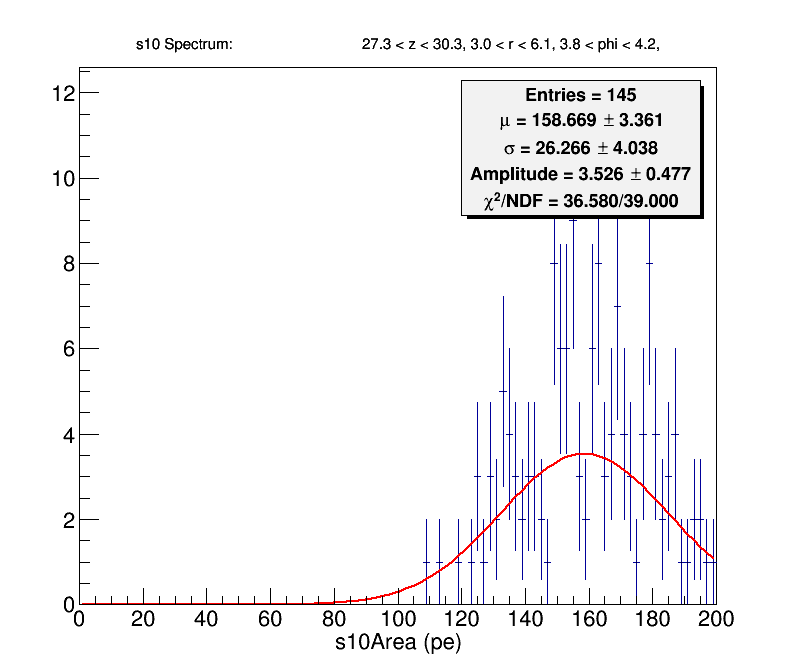 s10 Spectrum: 27.3 < z < 30.3, 3.0 < r < 6.1, 3.8 < phi < 4.2,
Entries = 145
μ = 158.669 ± 3.361
σ = 26.266 ± 4.038
Amplitude = 3.526 ± 0.477
χ²/NDF = 36.580/39.000
12
10
8
6
4
2
0
0 20 40 60 80 100 120 140 160 180 200
s10Area (pe)